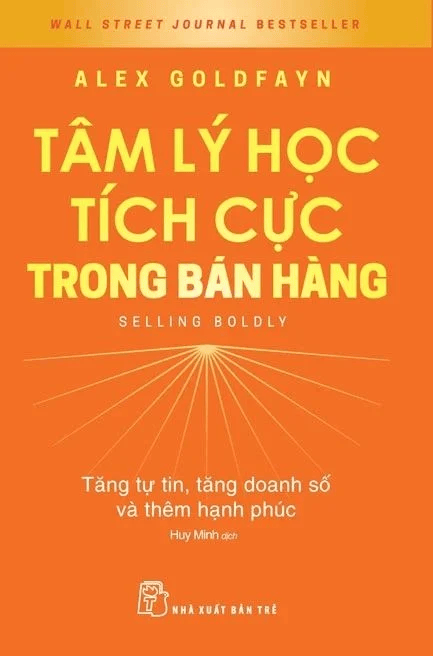 WALL STREET JOURNAL BESTSELLER
ALEX GOLDFAYN
TÂM LÝ HỌC
TÍCH CỰC
TRONG BÁN HÀNG
SELLING BOLDLY
Tăng tự tin, tăng doanh số
và thêm hạnh phúc
Huy Minh dịch
T
NHÀ XUẤT BẢN TRẺ